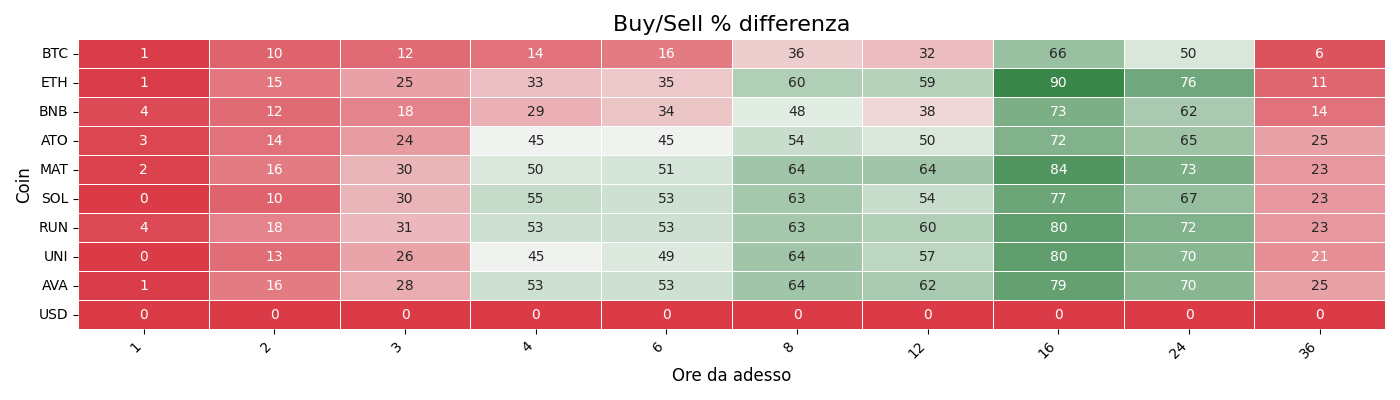 Buy/Sell % differenza
Coin
BTC 1 10 12 14 16 36 32 66 50 6
ETH 1 15 25 33 35 60 59 90 76 11
BNB 4 12 18 29 34 48 38 73 62 14
ATO 3 14 24 45 45 54 50 72 65 25
MAT 2 16 30 50 51 64 64 84 73 23
SOL 0 10 30 55 53 63 54 77 67 23
RUN 4 18 31 53 53 63 60 80 72 23
UNI 0 13 26 45 49 64 57 80 70 21
AVA 1 16 28 53 53 64 62 79 70 25
USD 0 0 0 0 0 0 0 0 0 0
1 2 3 4 6 8 12 16 24 36
Ore da adesso